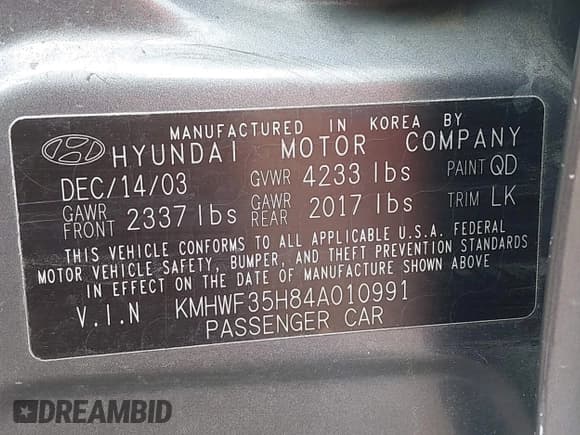 MANUFACTURED IN KOREA BY
HYUNDAI MOTOR COMPANY
DEC/14/03 GVWR 4233 lbs PAINT QD
GAWR FRONT 2337 lbs GAWR REAR 2017 lbs TRIM LK
THIS VEHICLE CONFORMS TO ALL APPLICABLE U.S.A. FEDERAL
MOTOR VEHICLE SAFETY, BUMPER, AND THEFT PREVENTION STANDARDS
IN EFFECT ON THE DATE OF MANUFACTURE SHOWN ABOVE
V.I.N KMHWF35H84A010991
PASSENGER CAR
DREAMBID